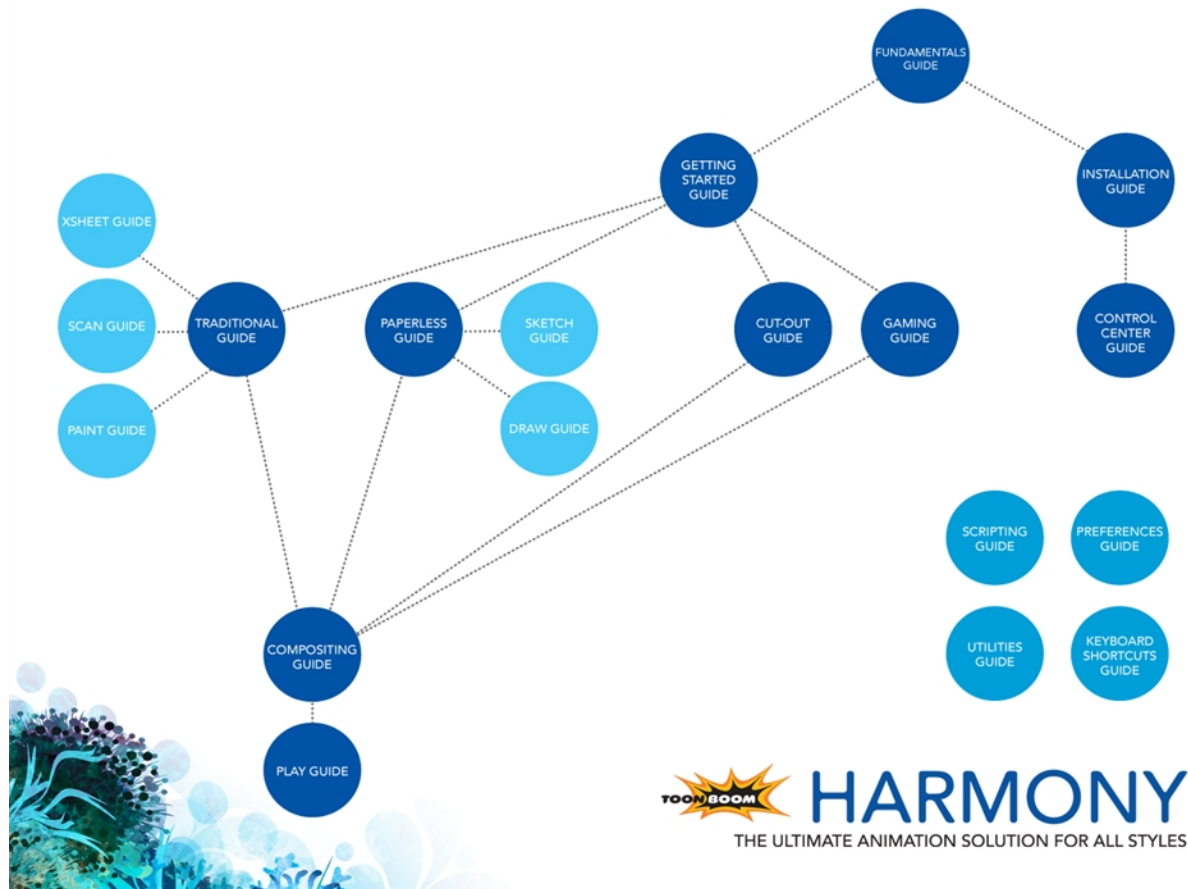 FUNDAMENTALS
GUIDE
GETTING
STARTED
GUIDE
INSTALLATION
GUIDE
XSHEET GUIDE
SCAN GUIDE
TRADITIONAL
GUIDE
PAPERLESS
GUIDE
SKETCH
GUIDE
CUT-OUT
GUIDE
GAMING
GUIDE
CONTROL
CENTER
GUIDE
PAINT GUIDE
DRAW GUIDE
SCRIPTING
GUIDE
PREFERENCES
GUIDE
COMPOSITING
GUIDE
UTILITIES
GUIDE
KEYBOARD
SHORTCUTS
GUIDE
PLAY GUIDE
TOON BOOM
HARMONY
THE ULTIMATE ANIMATION SOLUTION FOR ALL STYLES